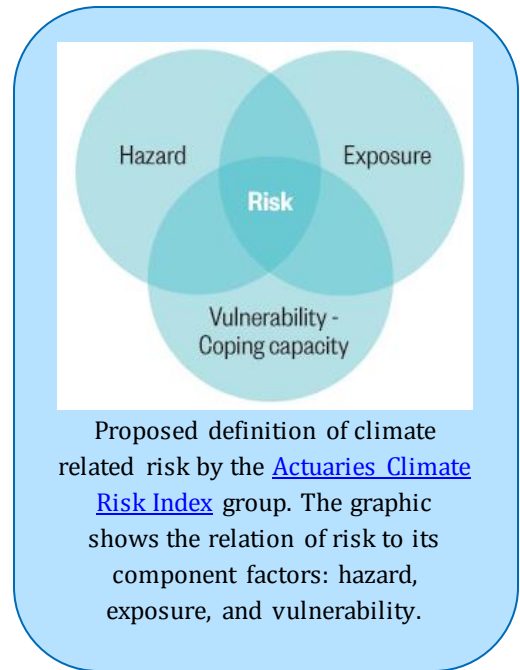 Hazard
Exposure
Risk
Vulnerability -
Coping capacity
Proposed definition of climate
related risk by the Actuaries Climate
Risk Index group. The graphic
shows the relation of risk to its
component factors: hazard,
exposure, and vulnerability.